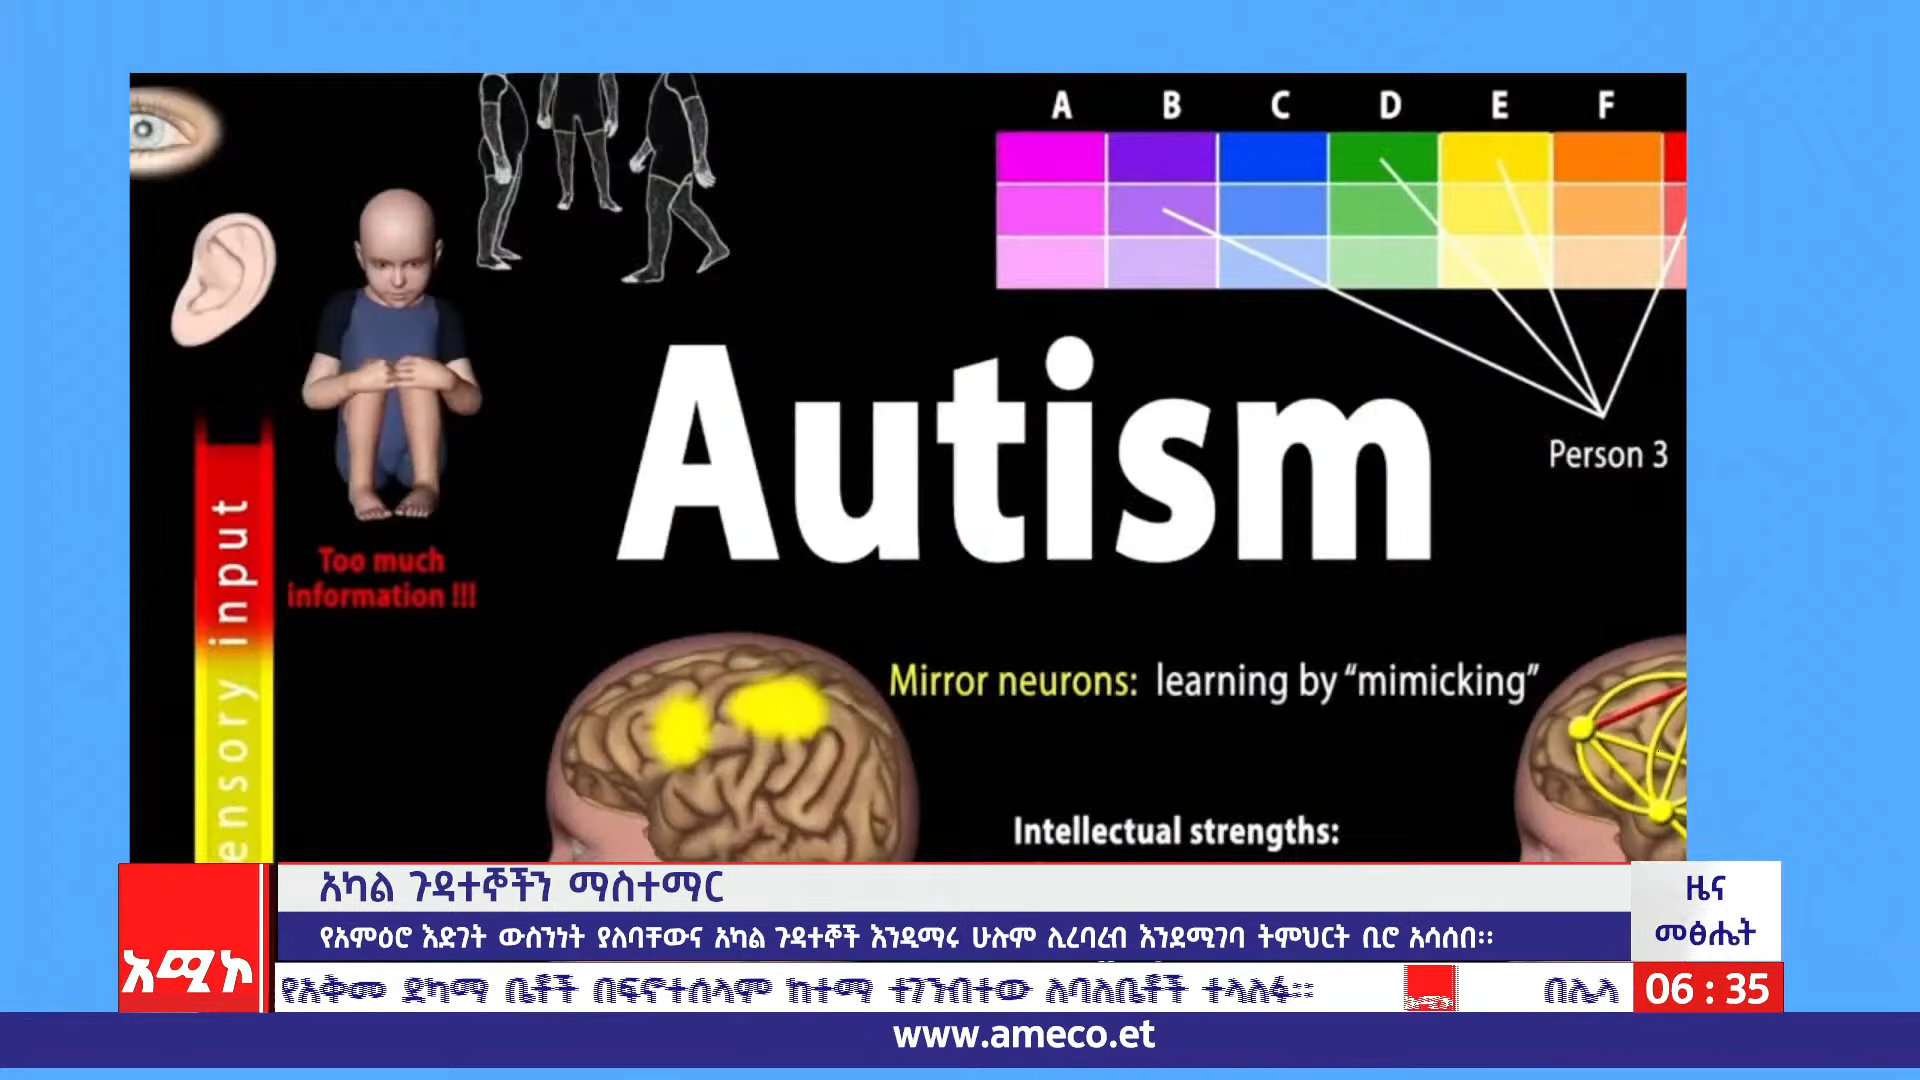 A B C D E F
Autism
Person 3
Too much
information !!!
ensory input
Mirror neurons: learning by “mimicking”
Intellectual strengths:
አካል ጉዳተኞችን ማስተማር
የአምዕሮ እድገት ውስንነት ያለባቸውና አካል ጉዳተኞች እንዲማሩ ሁሉም ሊረባረብ እንደሚገባ ትምህርት ቢሮ አሳሰበ።
ዜና
መፅሔት
አሚኮ
የአቅመ ደካማ ቤቶች በፍኖተሰላም ከተማ ተገንብተው ለባለቤቶች ተላለፉ። በሌላ
06 : 35
www.ameco.et